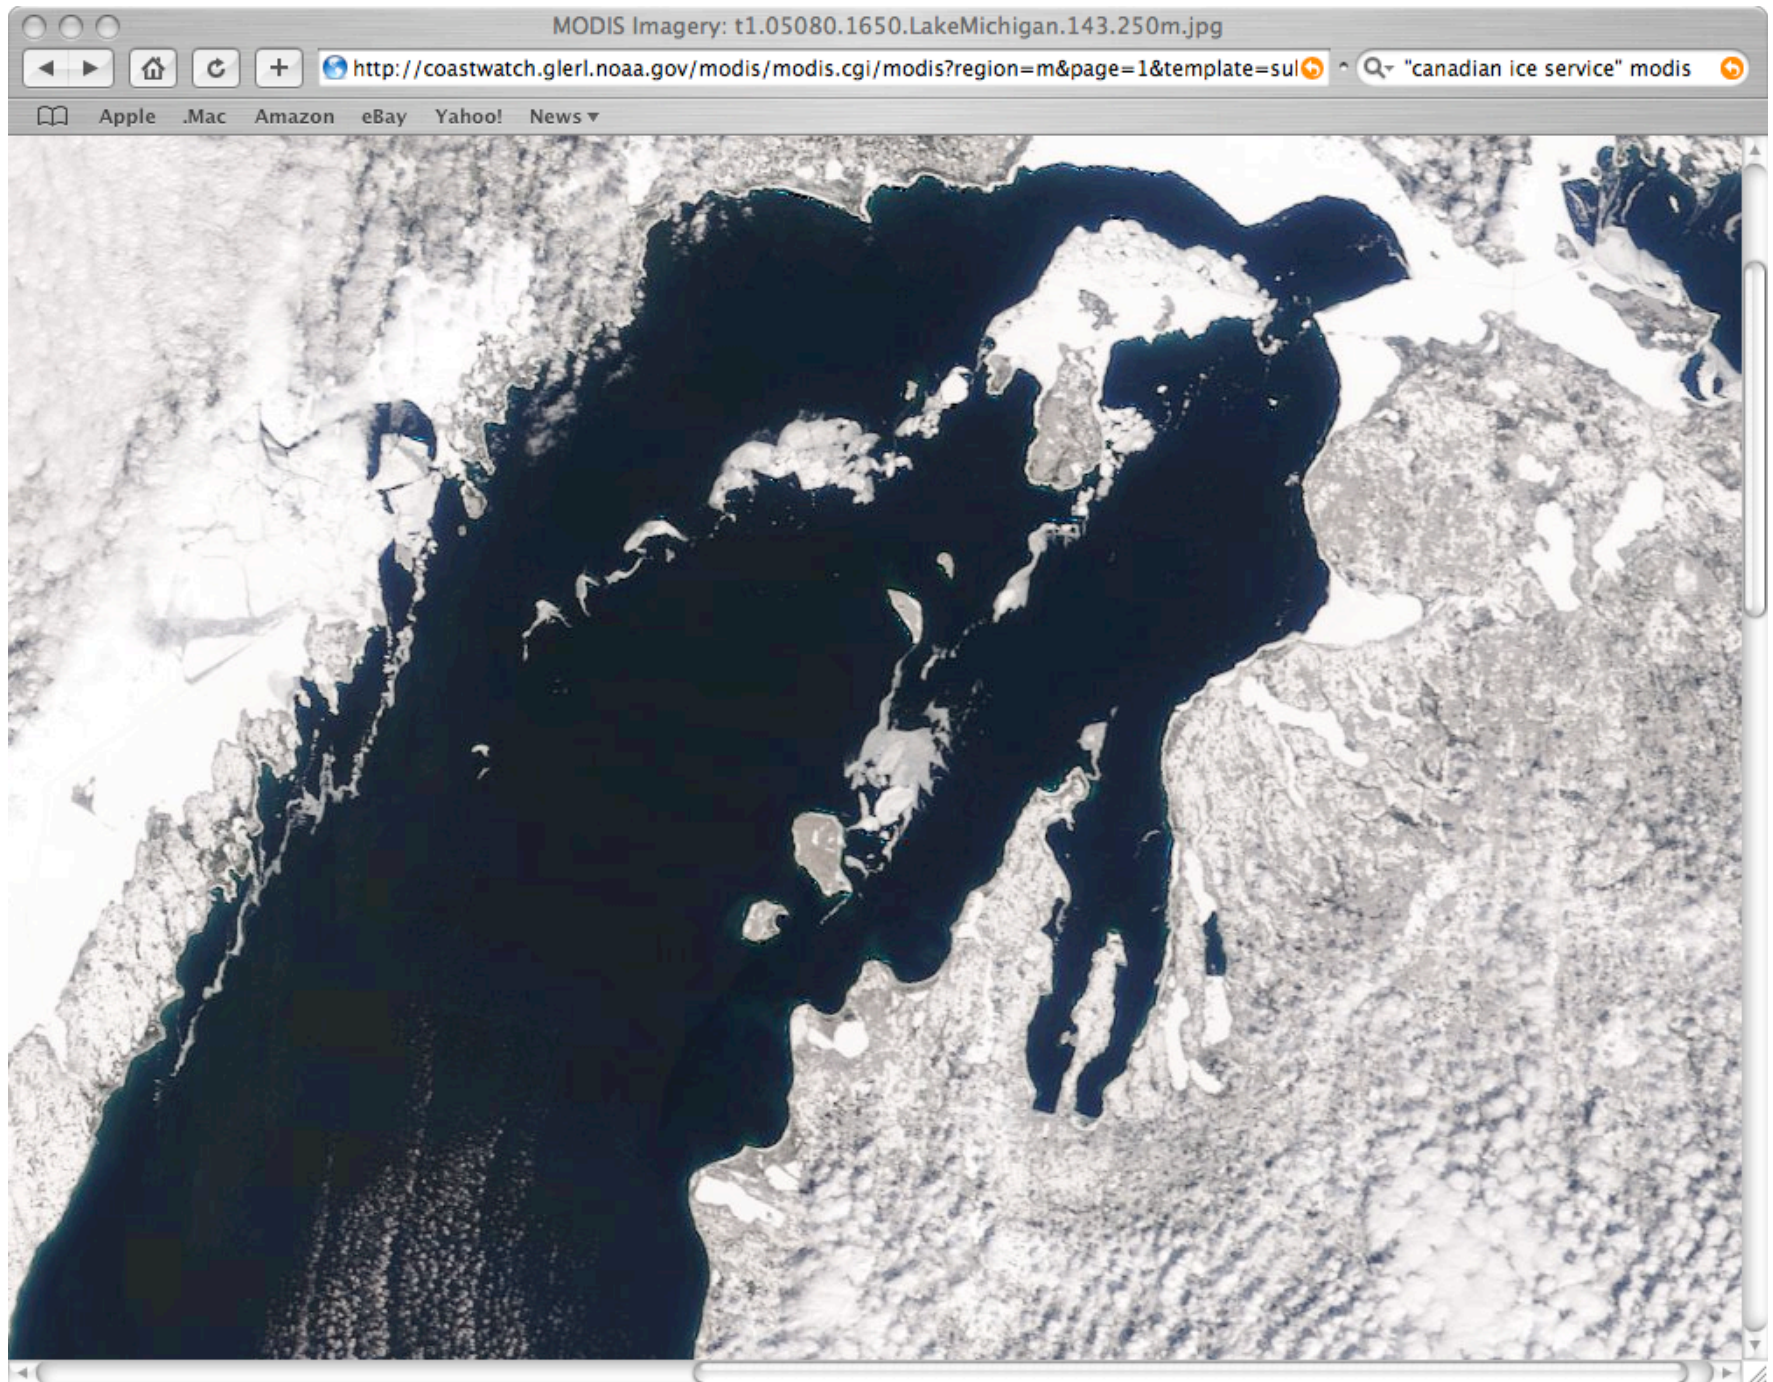 MODIS Imagery: t1.05080.1650.LakeMichigan.143.250m.jpg
http://coastwatch.glerl.noaa.gov/modis/modis.cgi/modis?region=m&page=1&template=sul
"canadian ice service" modis
Apple .Mac Amazon eBay Yahoo! News